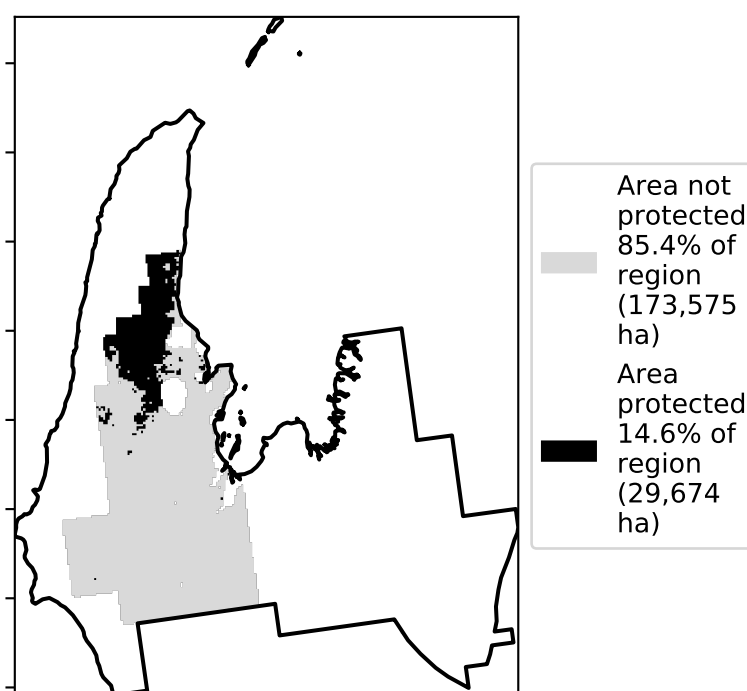 Area not
protected
85.4% of
region
(173,575
ha)
Area
protected
14.6% of
region
(29,674
ha)